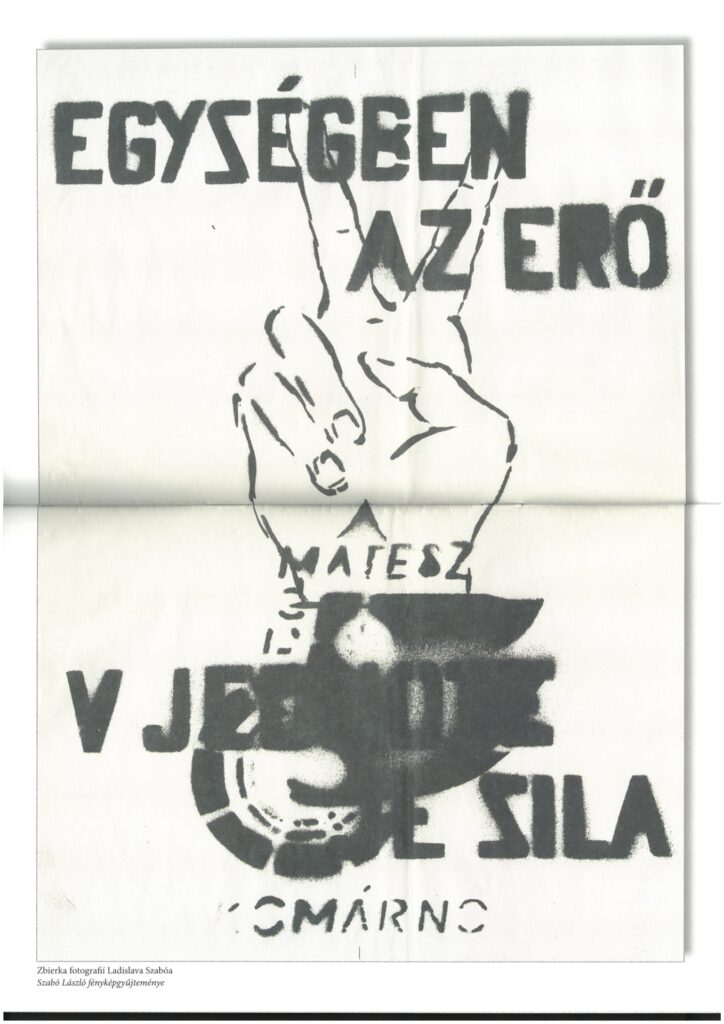 EGYSÉGBEN
AZ ERŐ
MATESZ
V JEDNOTE
JE SILA
KOMÁRNO
Zbierka fotografií Ladislava Szabóa
Szabó László fényképgyűjteménye